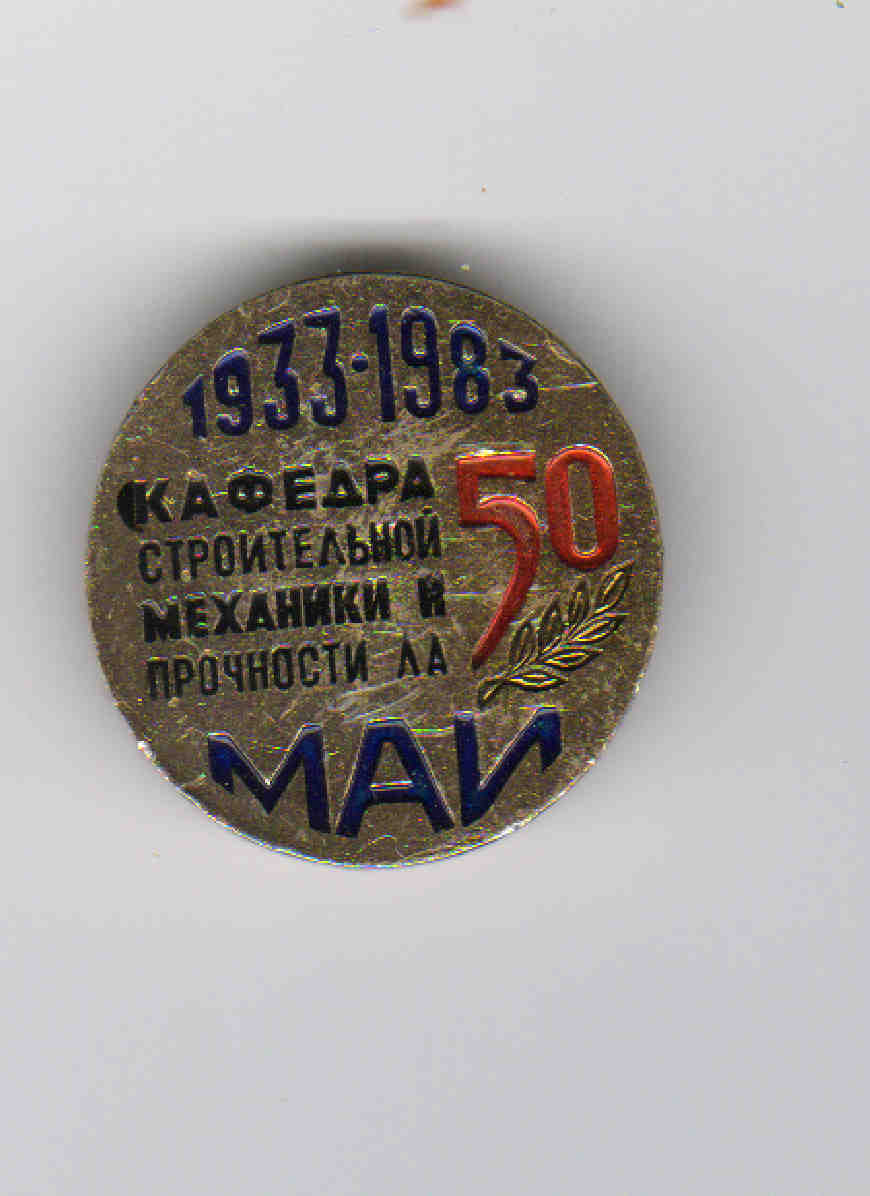 1933·1983
КАФЕДРА
СТРОИТЕЛЬНОЙ
МЕХАНИКИ И
ПРОЧНОСТИ ЛА
50
МАИ